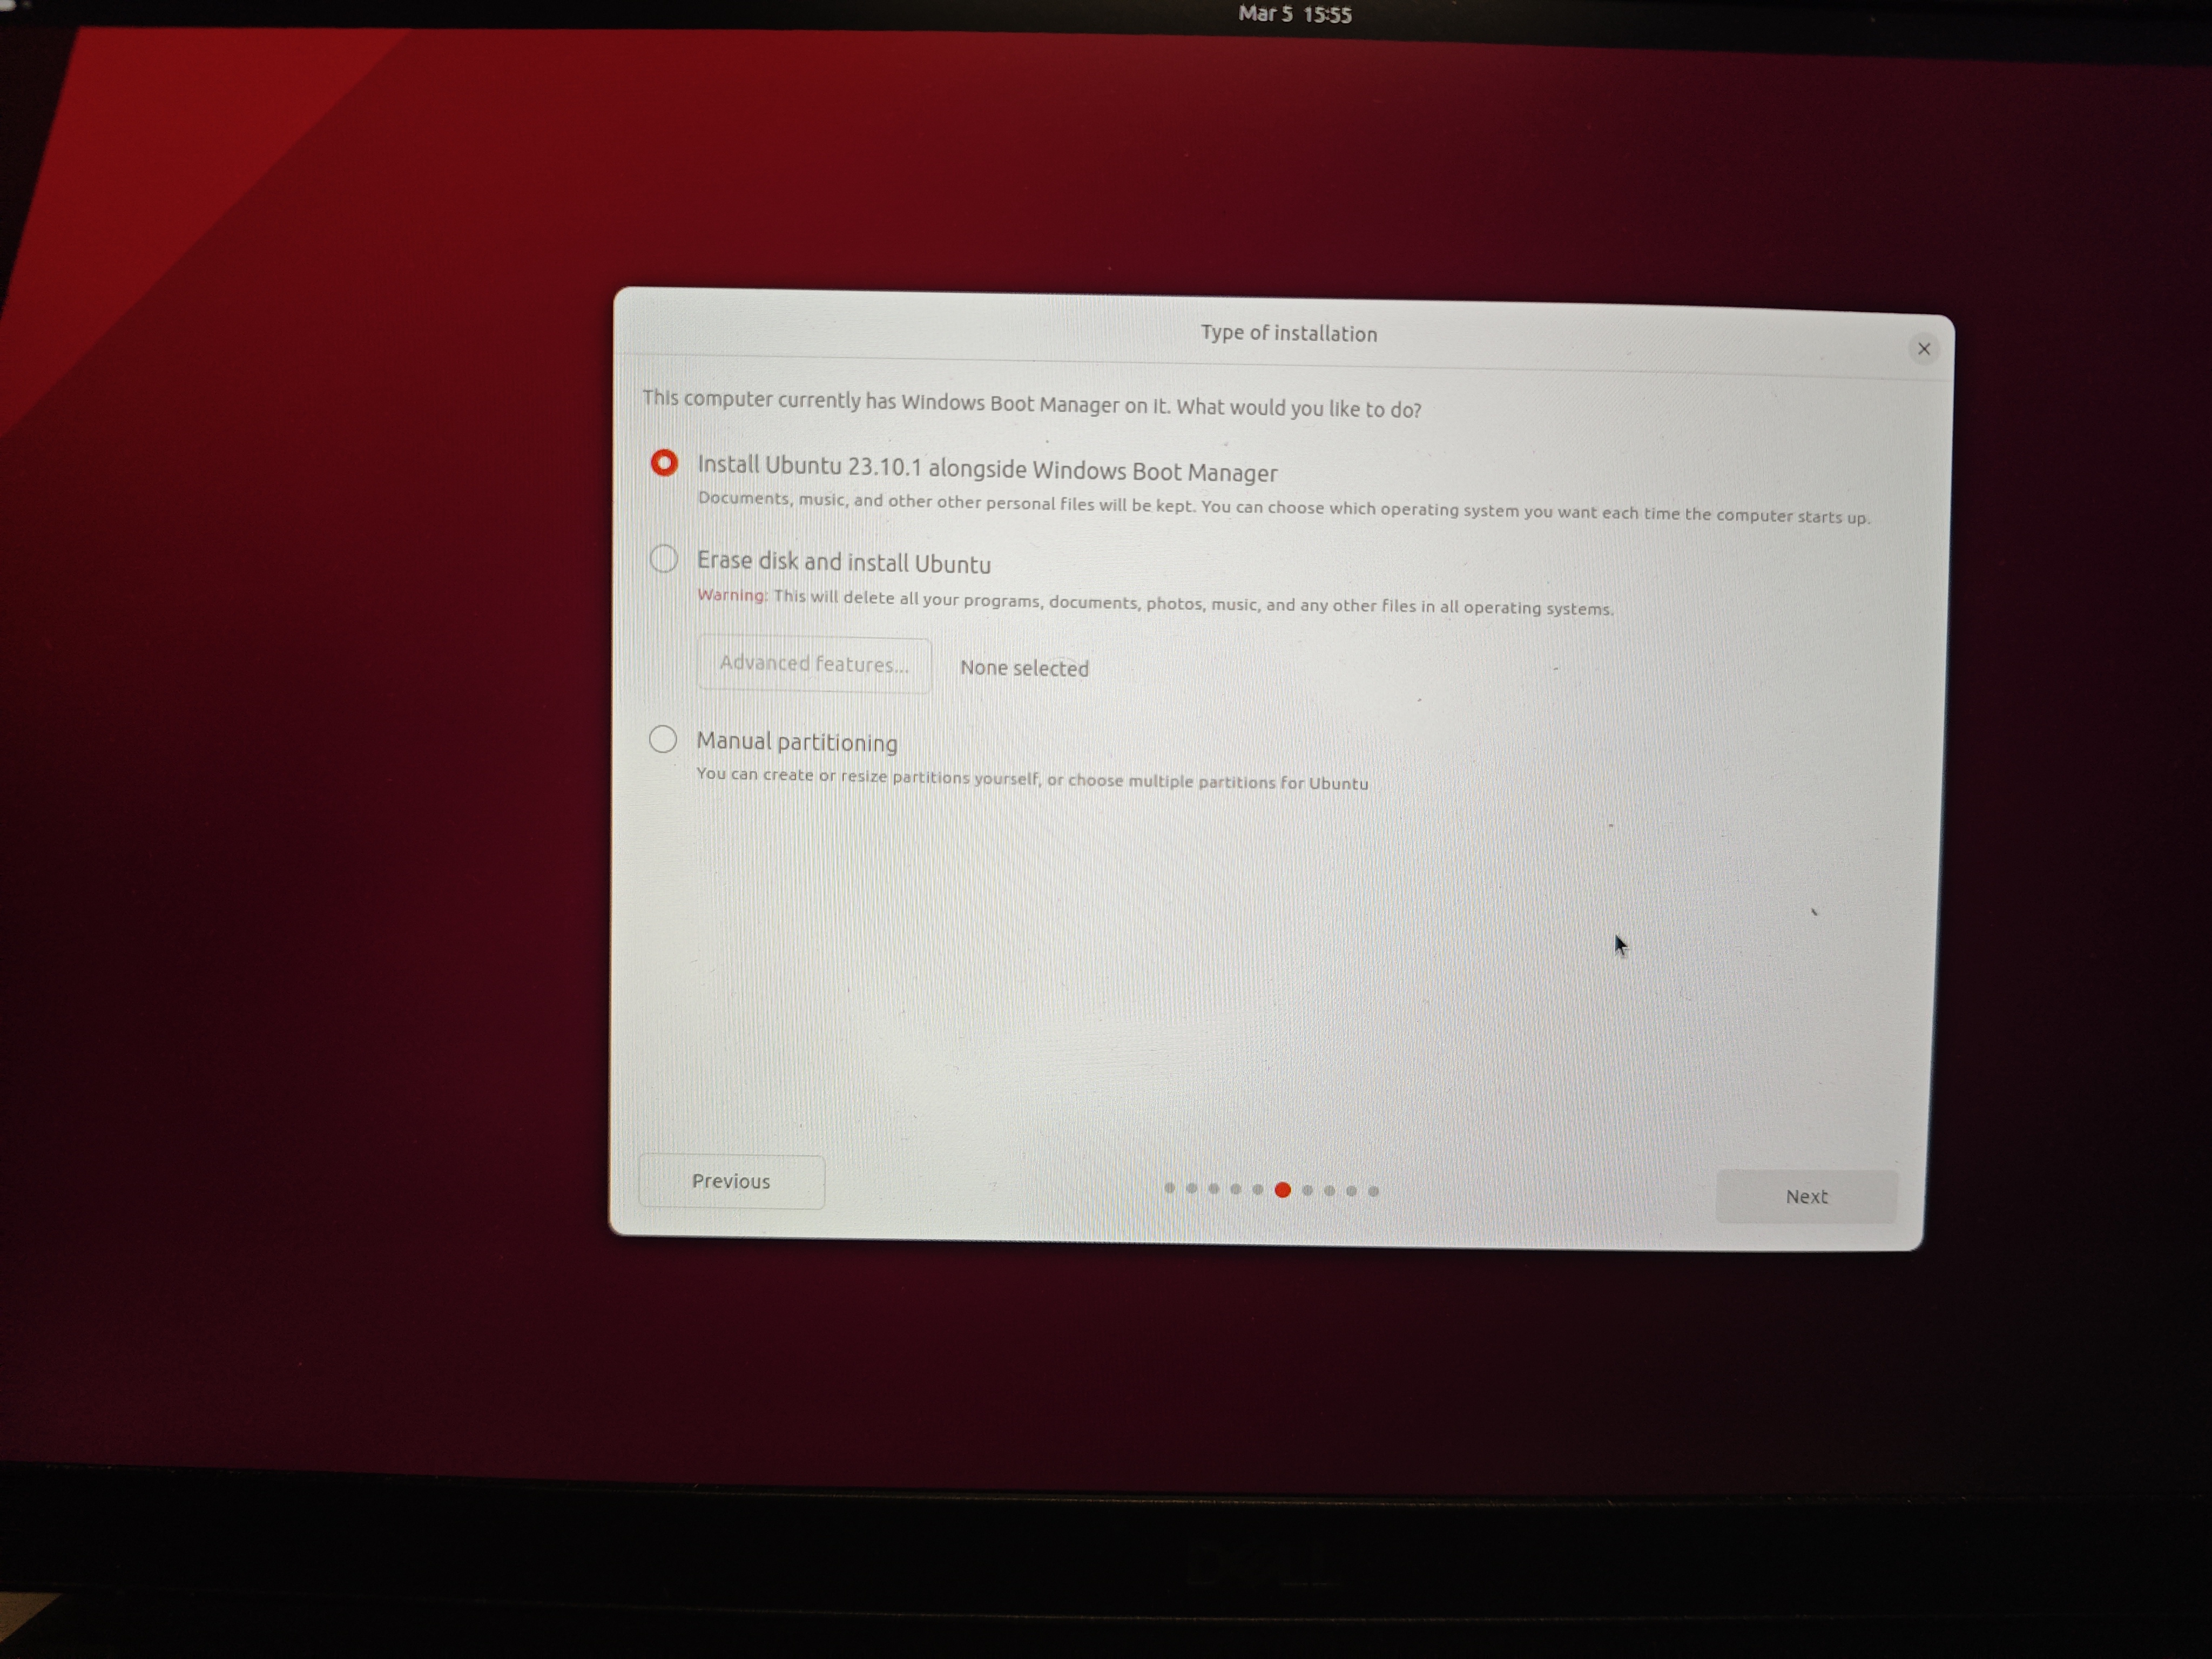 Mar 5 15:55
Type of installation
This computer currently has Windows Boot Manager on it. What would you like to do?
Install Ubuntu 23.10.1 alongside Windows Boot Manager
Documents, music, and other other personal files will be kept. You can choose which operating system you want each time the computer starts up.
Erase disk and install Ubuntu
Warning: This will delete all your programs, documents, photos, music, and any other files in all operating systems.
Advanced features...
None selected
Manual partitioning
You can create or resize partitions yourself, or choose multiple partitions for Ubuntu
Previous
Next
DELL